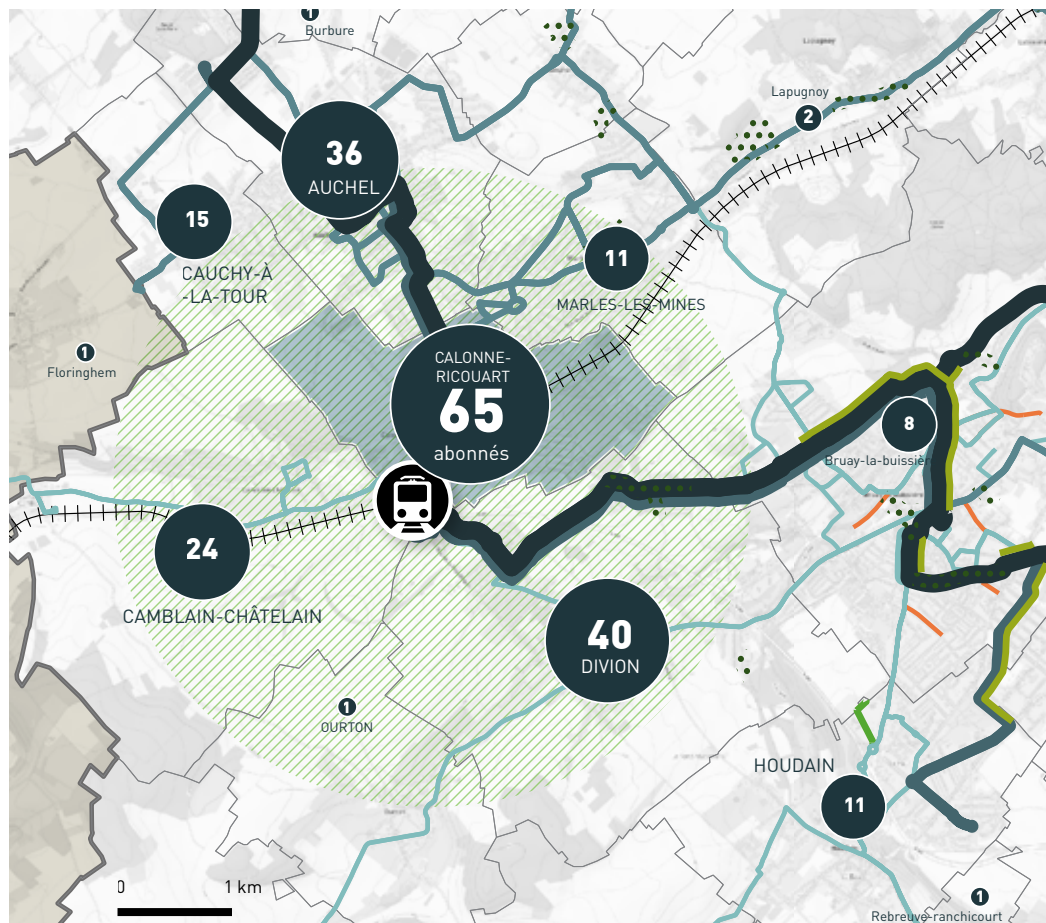 1
Burbure
Lapugnoy
2
36
AUCHEL
15
CAUCHY-À
-LA-TOUR
11
MARLES-LES-MINES
1
Floringhem
CALONNE-
RICOUART
65
abonnés
8
Bruay-la-buissière
24
CAMBLAIN-CHÂTELAIN
40
DIVION
1
OURTON
HOUDAIN
11
0 1 km
1
Rebreuve-ranchicourt